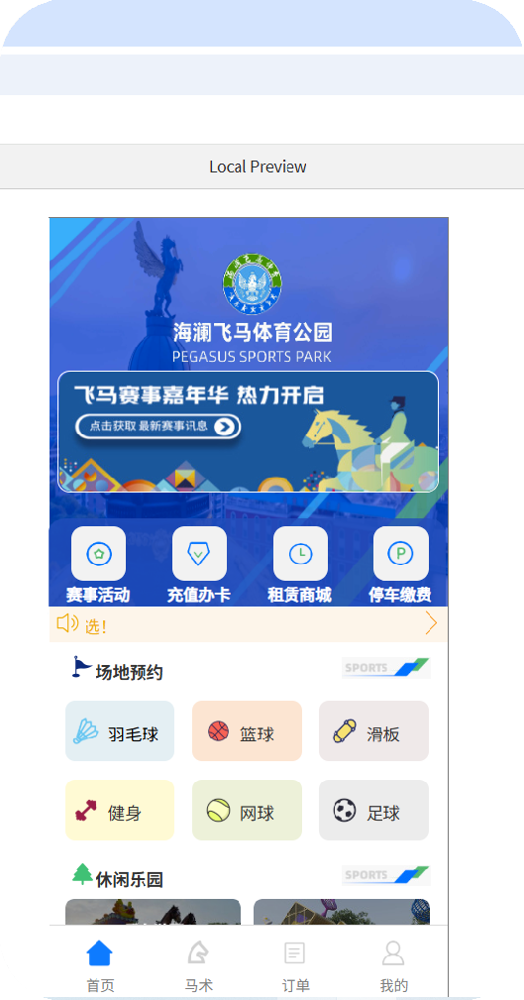 Local Preview
海澜飞马体育公园
PEGASUS SPORTS PARK
飞马赛事嘉年华 热力开启
点击获取 最新赛事讯息
赛事活动 充值办卡 租赁商城 停车缴费
选!
场地预约 SPORTS
羽毛球 篮球 滑板
健身 网球 足球
休闲乐园 SPORTS
首页 马术 订单 我的